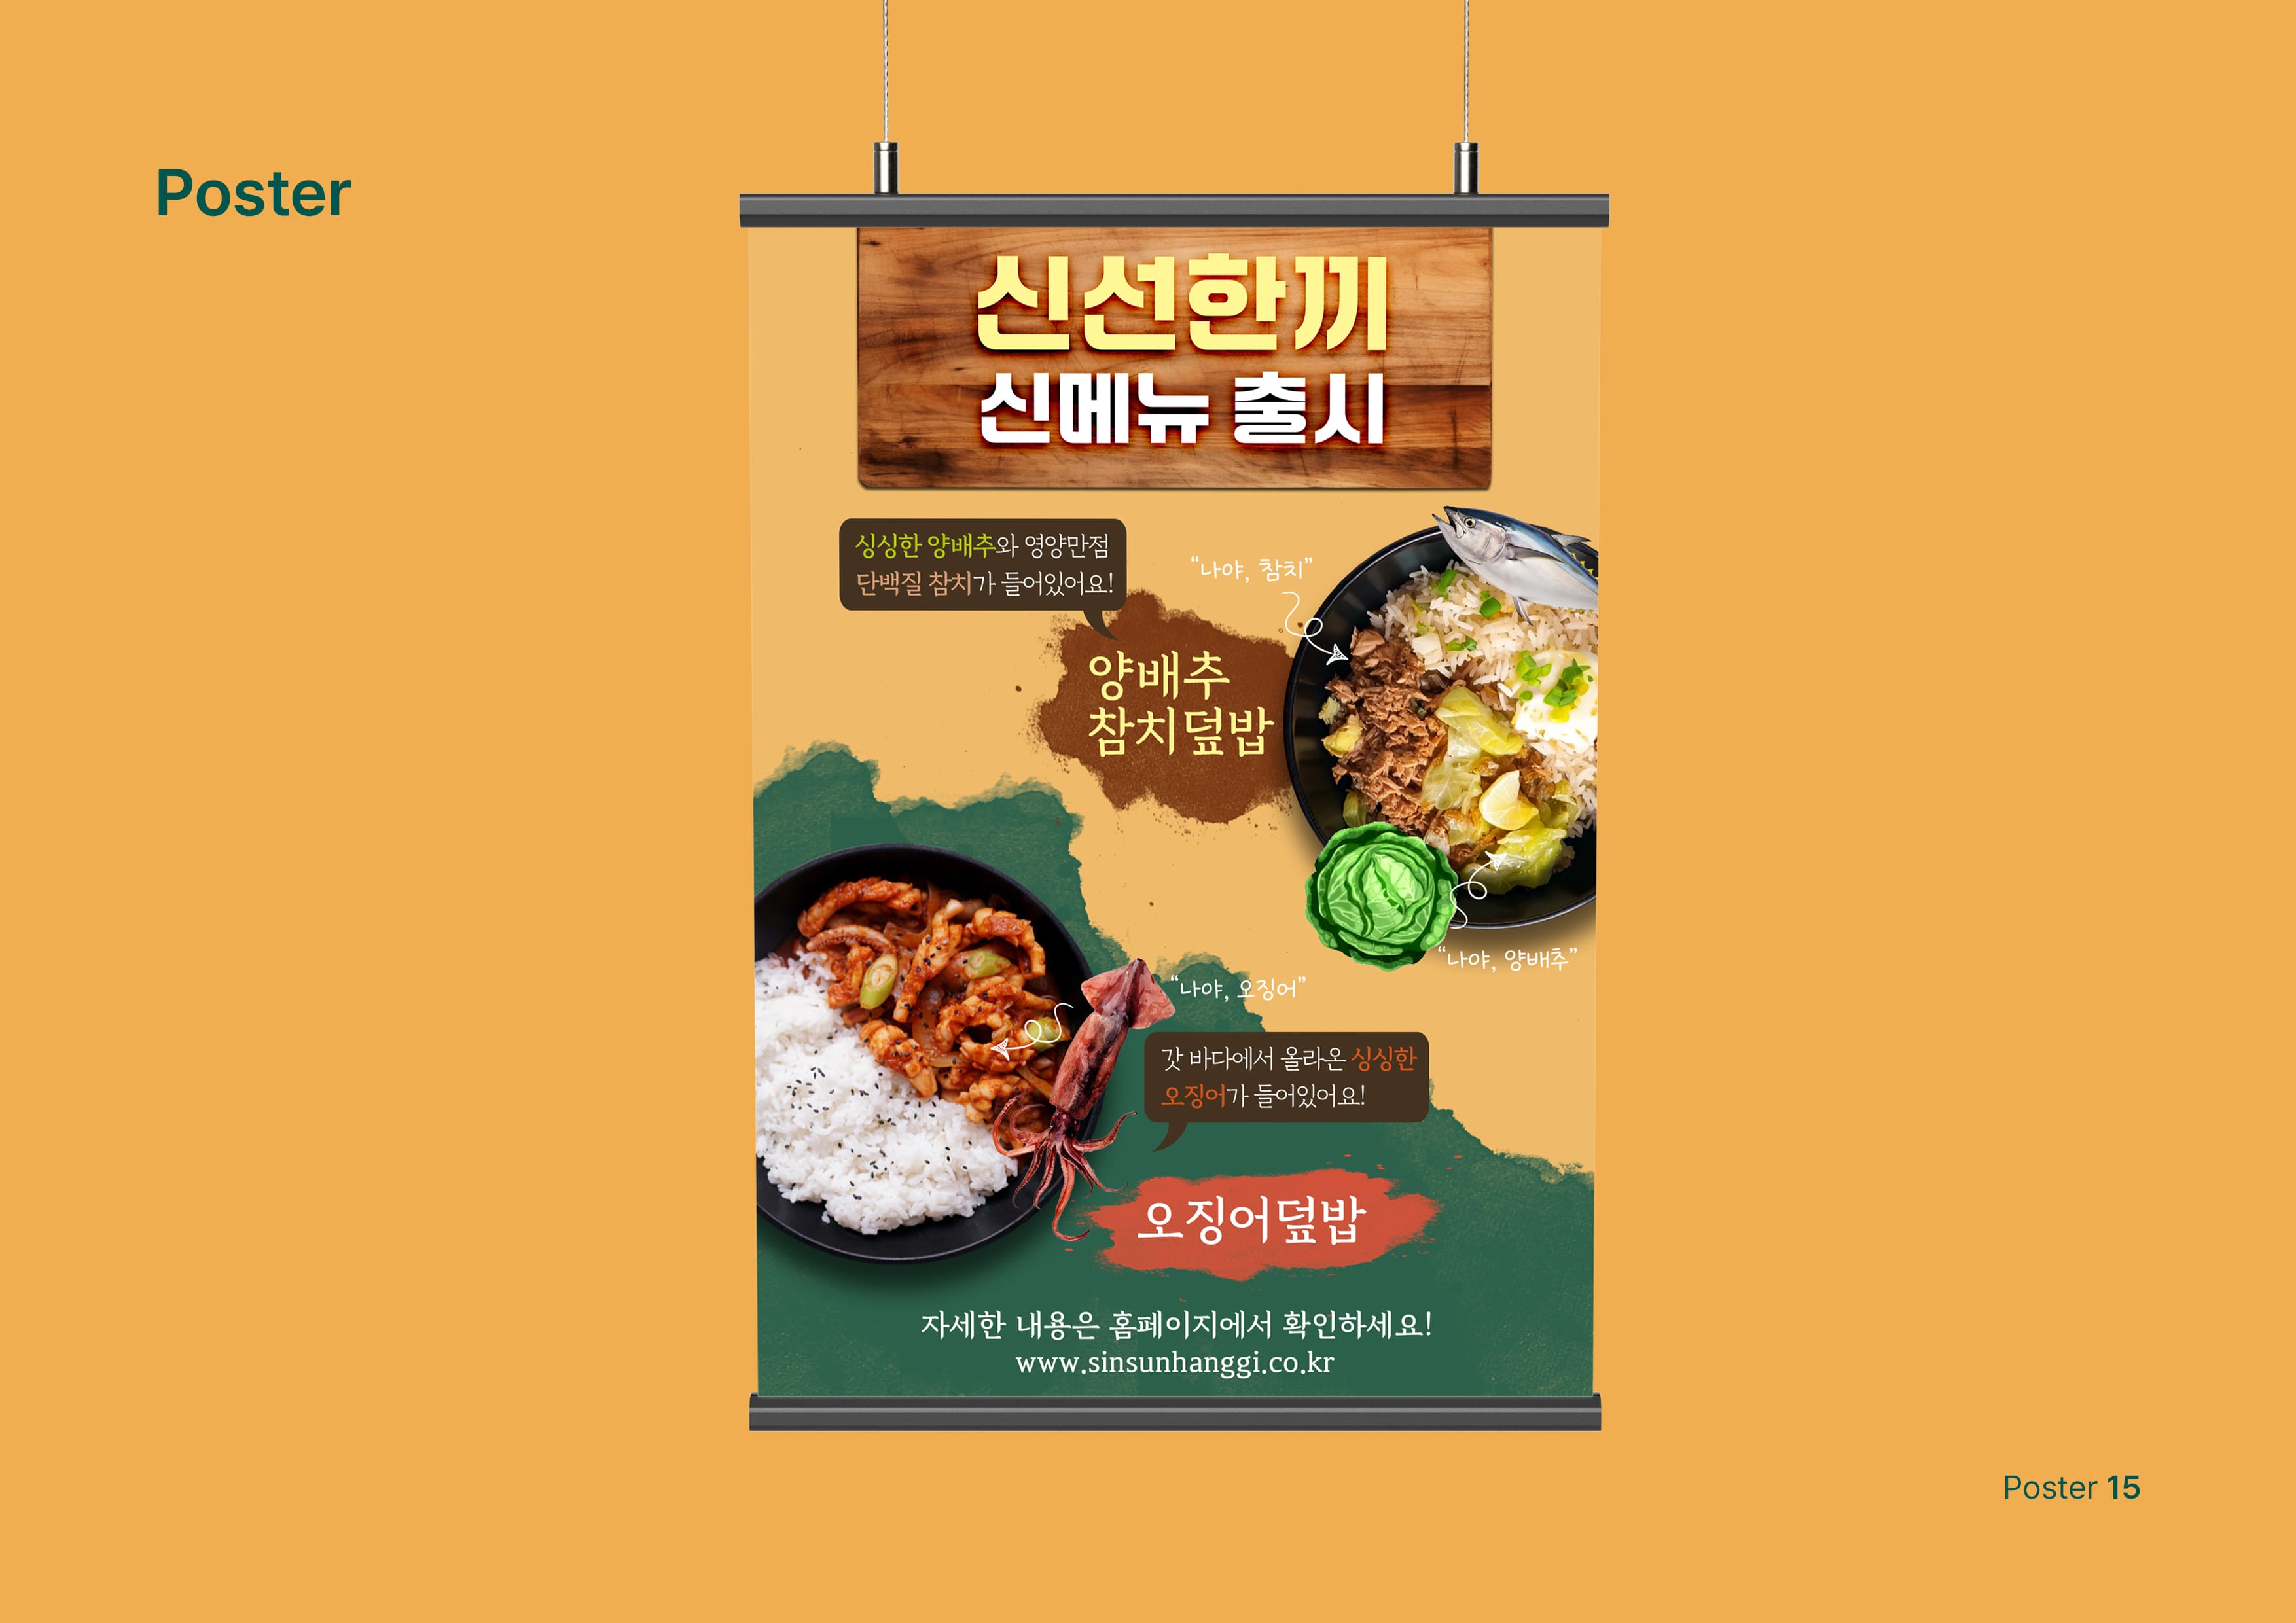 Poster
신선한끼
신메뉴 출시
싱싱한 양배추와 영양만점
단백질 참치가 들어있어요!
“나야, 참치”
양배추
참치덮밥
“나야, 양배추”
“나야, 오징어”
갓 바다에서 올라온 싱싱한
오징어가 들어있어요!
오징어덮밥
자세한 내용은 홈페이지에서 확인하세요!
www.sinsunhanggi.co.kr
Poster 15